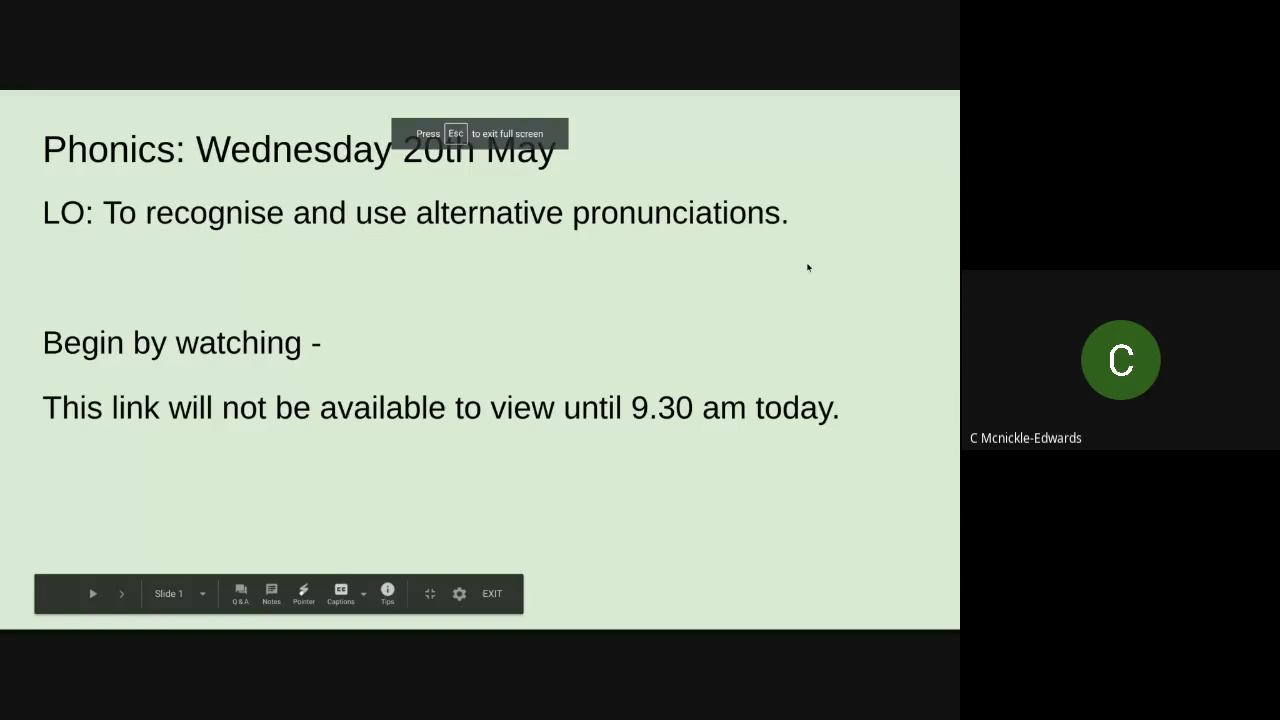 Press Esc to exit full screen
Phonics: Wednesday 20th May
LO: To recognise and use alternative pronunciations.
Begin by watching -
This link will not be available to view until 9.30 am today.
Slide 1
Q & A
Notes
Pointer
CC
Captions
Tips
EXIT
C
C Mcnickle-Edwards